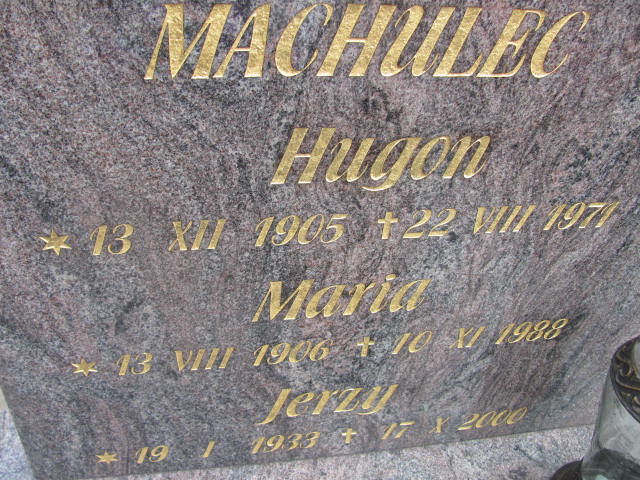 MACHULEC
Hugon
* 13 XII 1905 † 22 VIII 1971
Maria
* 13 VIII 1906 † 10 XI 1988
Jerzy
* 19 I 1933 † 17 X 2000